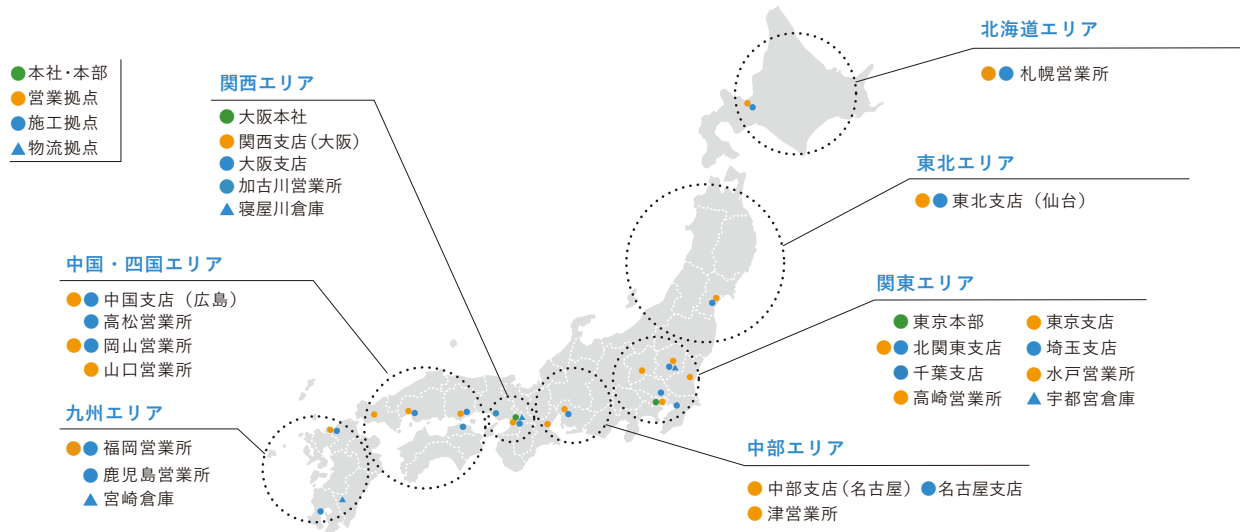 本社・本部
営業拠点
施工拠点
物流拠点
関西エリア
大阪本社
関西支店(大阪)
大阪支店
加古川営業所
寝屋川倉庫
北海道エリア
札幌営業所
東北エリア
東北支店(仙台)
中国・四国エリア
中国支店(広島)
高松営業所
岡山営業所
山口営業所
関東エリア
東京本部 東京支店
北関東支店 埼玉支店
千葉支店 水戸営業所
高崎営業所 宇都宮倉庫
九州エリア
福岡営業所
鹿児島営業所
宮崎倉庫
中部エリア
中部支店(名古屋) 名古屋支店
津営業所